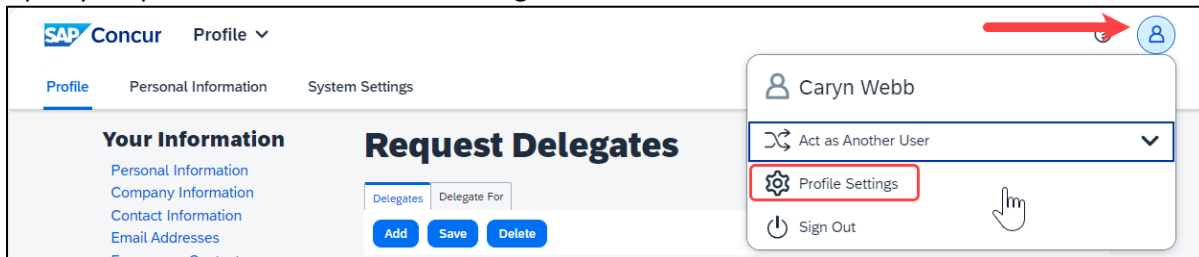 SAP Concur Profile
Profile Personal Information System Settings
Caryn Webb
Act as Another User
Profile Settings
Sign Out
Your Information
Personal Information
Company Information
Contact Information
Email Addresses
Request Delegates
Delegates Delegate For
Add Save Delete